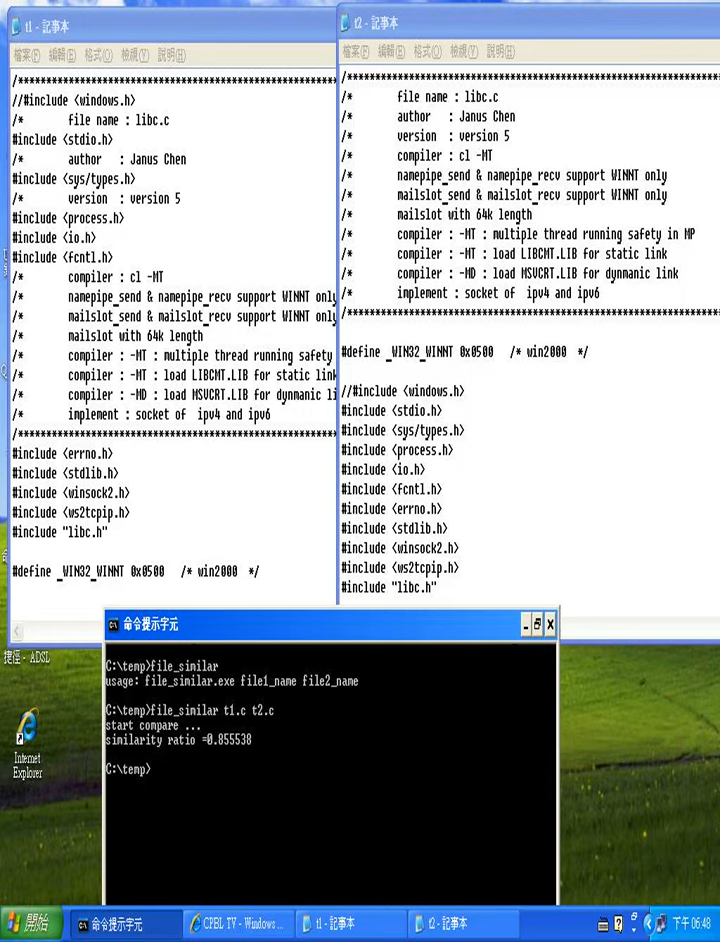 t1 - 記事本
檔案(F) 編輯(E) 格式(O) 檢視(V) 說明(H)
/****************************************
//#include <windows.h>
/* file name : libc.c
#include <stdio.h>
/* author : Janus Chen
#include <sys/types.h>
/* version : version 5
#include <process.h>
#include <io.h>
#include <fcntl.h>
/* compiler : cl -MT
/* namepipe_send & namepipe_recv support WINNT only
/* mailslot_send & mailslot_recv support WINNT only
/* mailslot with 64k length
/* compiler : -MT : multiple thread running safety
/* compiler : -MT : load LIBCMT.LIB for static link
/* compiler : -MD : load MSVCRT.LIB for dynmanic li
/* implement : socket of ipv4 and ipv6
/****************************************
#include <errno.h>
#include <stdlib.h>
#include <winsock2.h>
#include <ws2tcpip.h>
#include "libc.h"
#define _WIN32_WINNT 0x0500 /* win2000 */
t2 - 記事本
檔案(F) 編輯(E) 格式(O) 檢視(V) 說明(H)
/****************************************
/* file name : libc.c
/* author : Janus Chen
/* version : version 5
/* compiler : cl -MT
/* namepipe_send & namepipe_recv support WINNT only
/* mailslot_send & mailslot_recv support WINNT only
/* mailslot with 64k length
/* compiler : -MT : multiple thread running safety in MP
/* compiler : -MT : load LIBCMT.LIB for static link
/* compiler : -MD : load MSVCRT.LIB for dynmanic link
/* implement : socket of ipv4 and ipv6
/****************************************
#define _WIN32_WINNT 0x0500 /* win2000 */
//#include <windows.h>
#include <stdio.h>
#include <sys/types.h>
#include <process.h>
#include <io.h>
#include <fcntl.h>
#include <errno.h>
#include <stdlib.h>
#include <winsock2.h>
#include <ws2tcpip.h>
#include "libc.h"
命令提示字元
C:\temp>file_similar
usage: file_similar.exe file1_name file2_name
C:\temp>file_similar t1.c t2.c
start compare ...
similarity ratio =0.855538
C:\temp>
捷徑 - ADSL
Internet
Explorer
開始
命令提示字元
CPBL TV - Windows ...
t1 - 記事本
t2 - 記事本
下午 06:48